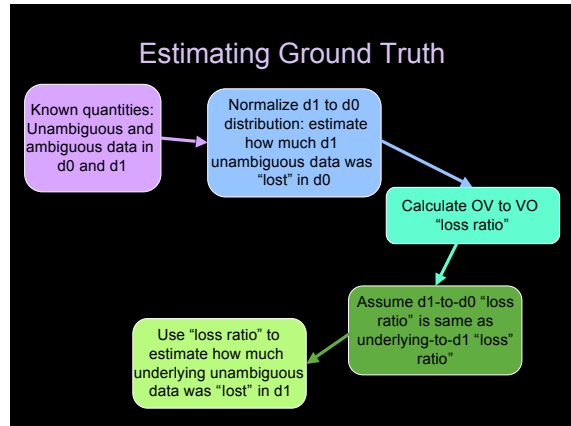 Estimating Ground Truth
Known quantities:
Unambiguous and
ambiguous data in
d0 and d1
Normalize d1 to d0
distribution: estimate
how much d1
unambiguous data was
“lost” in d0
Calculate OV to VO
“loss ratio”
Assume d1-to-d0 “loss
ratio” is same as
underlying-to-d1 “loss”
ratio”
Use “loss ratio” to
estimate how much
underlying unambiguous
data was “lost” in d1